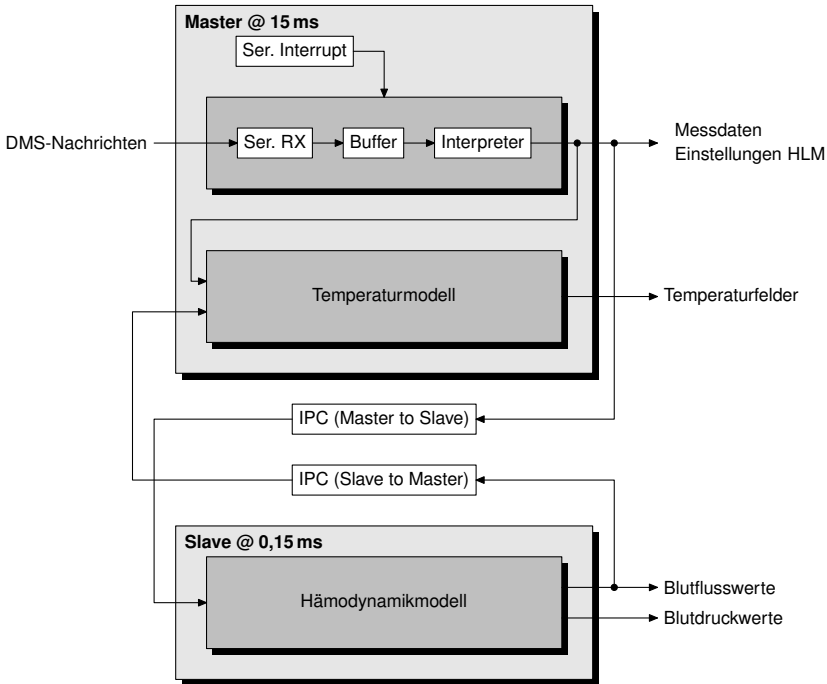 Master @ 15 ms
Ser. Interrupt
DMS-Nachrichten
Ser. RX
Buffer
Interpreter
Messdaten
Einstellungen HLM
Temperaturmodell
Temperaturfelder
IPC (Master to Slave)
IPC (Slave to Master)
Slave @ 0,15 ms
Hämodynamikmodell
Blutflusswerte
Blutdruckwerte